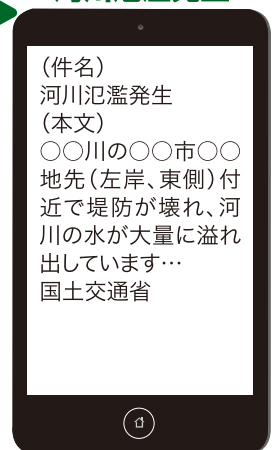 （件名）
河川氾濫発生
（本文）
○○川の○○市○○
地先（左岸、東側）付
近で堤防が壊れ、河
川の水が大量に溢れ
出しています…
国土交通省